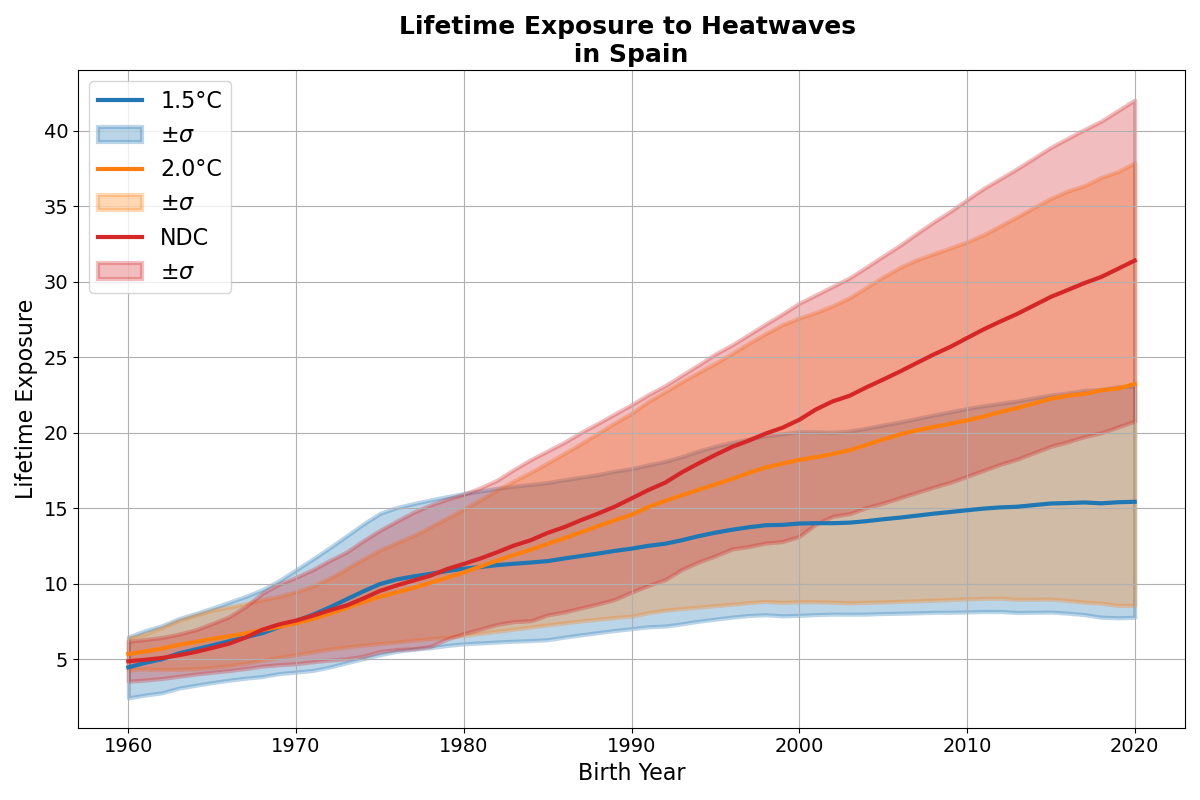 Lifetime Exposure to Heatwaves
in Spain
1.5°C
±σ
2.0°C
±σ
NDC
±σ
Lifetime Exposure
40
35
30
25
20
15
10
5
1960
1970
1980
1990
2000
2010
2020
Birth Year